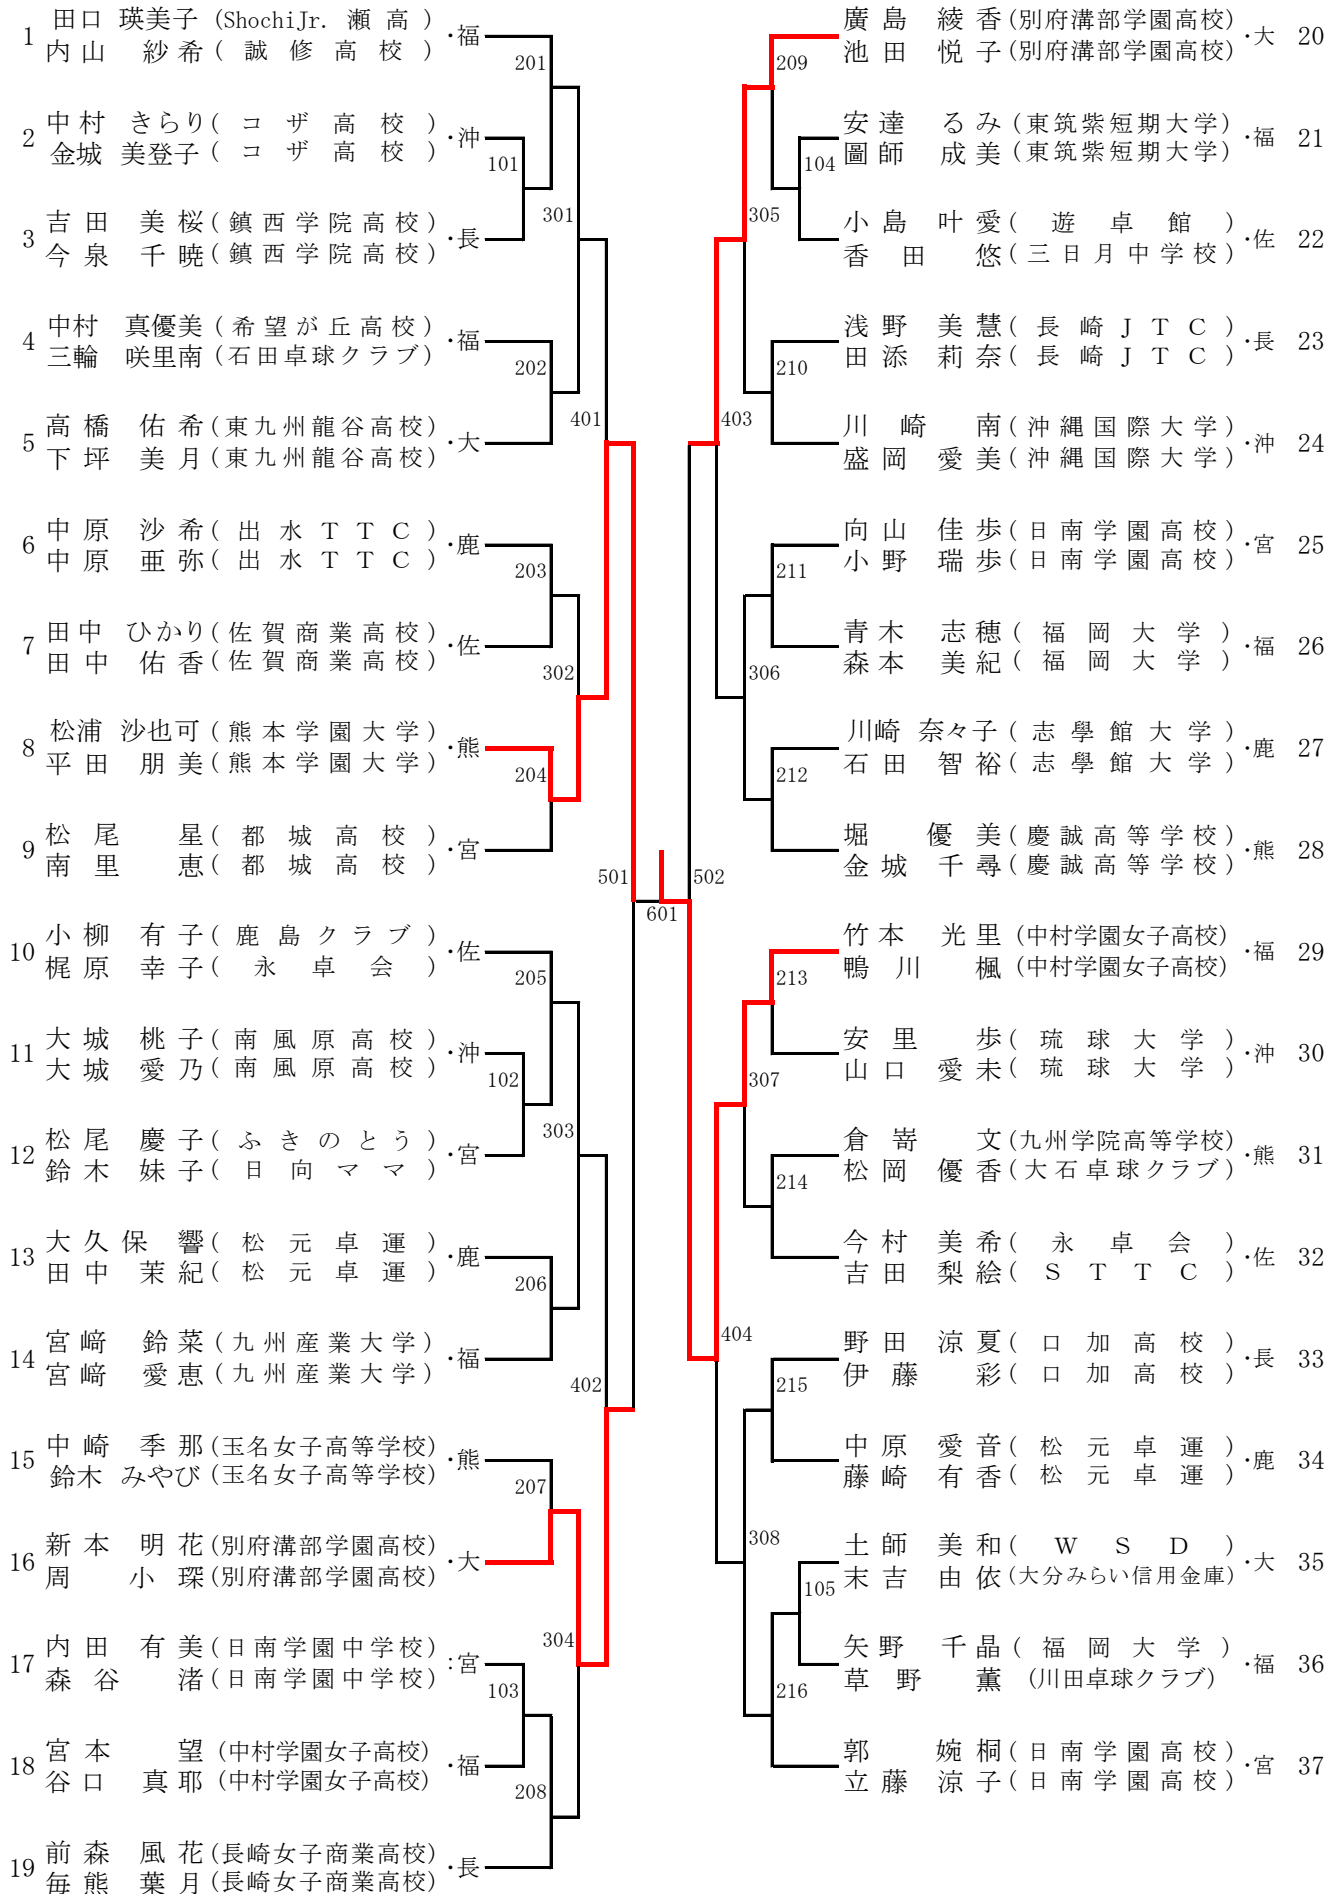 1 田口 瑛美子 (ShochiJr. 瀬高) ・福
内山 紗希 (誠修高校)
2 中村 きらり (コザ高校) ・沖
金城 美登子 (コザ高校)
3 吉田 美桜 (鎮西学院高校) ・長
今泉 千暁 (鎮西学院高校)
4 中村 真優美 (希望が丘高校) ・福
三輪 咲里南 (石田卓球クラブ)
5 高橋 佑希 (東九州龍谷高校) ・大
下坪 美月 (東九州龍谷高校)
6 中原 沙希 (出水TTC) ・鹿
中原 亜弥 (出水TTC)
7 田中 ひかり (佐賀商業高校) ・佐
田中 佑香 (佐賀商業高校)
8 松浦 沙也可 (熊本学園大学) ・熊
平田 朋美 (熊本学園大学)
9 松尾 星 (都城高校) ・宮
南里 恵 (都城高校)
10 小柳 有子 (鹿島クラブ) ・佐
梶原 幸子 (永卓会)
11 大城 桃子 (南風原高校) ・沖
大城 愛乃 (南風原高校)
12 松尾 慶子 (ふきのとう) ・宮
鈴木 妹子 (日向ママ)
13 大久保 響 (松元卓運) ・鹿
田中 茉紀 (松元卓運)
14 宮﨑 鈴菜 (九州産業大学) ・福
宮﨑 愛恵 (九州産業大学)
15 中崎 季那 (玉名女子高等学校) ・熊
鈴木 みやび (玉名女子高等学校)
16 新本 明花 (別府溝部学園高校) ・大
周 小琛 (別府溝部学園高校)
17 内田 有美 (日南学園中学校) :宮
森谷 渚 (日南学園中学校)
18 宮本 望 (中村学園女子高校) ・福
谷口 真耶 (中村学園女子高校)
19 前森 風花 (長崎女子商業高校) ・長
毎熊 葉月 (長崎女子商業高校)
201
101
301
202
401
203
302
204
501
205
102
303
206
402
207
304
103
208
601
502
209
104
305
210
403
211
306
212
213
307
214
404
215
308
105
216
廣島 綾香 (別府溝部学園高校) ・大 20
池田 悦子 (別府溝部学園高校)
安達 るみ (東筑紫短期大学) ・福 21
圖師 成美 (東筑紫短期大学)
小島 叶愛 (遊卓館) ・佐 22
香田 悠 (三日月中学校)
浅野 美慧 (長崎JTC) ・長 23
田添 莉奈 (長崎JTC)
川崎 南 (沖縄国際大学) ・沖 24
盛岡 愛美 (沖縄国際大学)
向山 佳歩 (日南学園高校) ・宮 25
小野 瑞歩 (日南学園高校)
青木 志穂 (福岡大学) ・福 26
森本 美紀 (福岡大学)
川崎 奈々子 (志學館大学) ・鹿 27
石田 智裕 (志學館大学)
堀 優美 (慶誠高等学校) ・熊 28
金城 千尋 (慶誠高等学校)
竹本 光里 (中村学園女子高校) ・福 29
鴨川 楓 (中村学園女子高校)
安里 歩 (琉球大学) ・沖 30
山口 愛未 (琉球大学)
倉嵜 文 (九州学院高等学校) ・熊 31
松岡 優香 (大石卓球クラブ)
今村 美希 (永卓会) ・佐 32
吉田 梨絵 (STTC)
野田 涼夏 (口加高校) ・長 33
伊藤 彩 (口加高校)
中原 愛音 (松元卓運) ・鹿 34
藤崎 有香 (松元卓運)
土師 美和 (WSD) ・大 35
末吉 由依 (大分みらい信用金庫)
矢野 千晶 (福岡大学) ・福 36
草野 薫 (川田卓球クラブ)
郭 婉桐 (日南学園高校) ・宮 37
立藤 涼子 (日南学園高校)